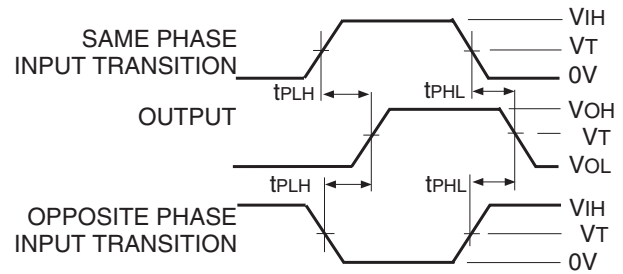 SAME PHASE
INPUT TRANSITION
VIH
VT
0V
tPLH
tPHL
OUTPUT
VOH
VT
VOL
tPLH
tPHL
OPPOSITE PHASE
INPUT TRANSITION
VIH
VT
0V